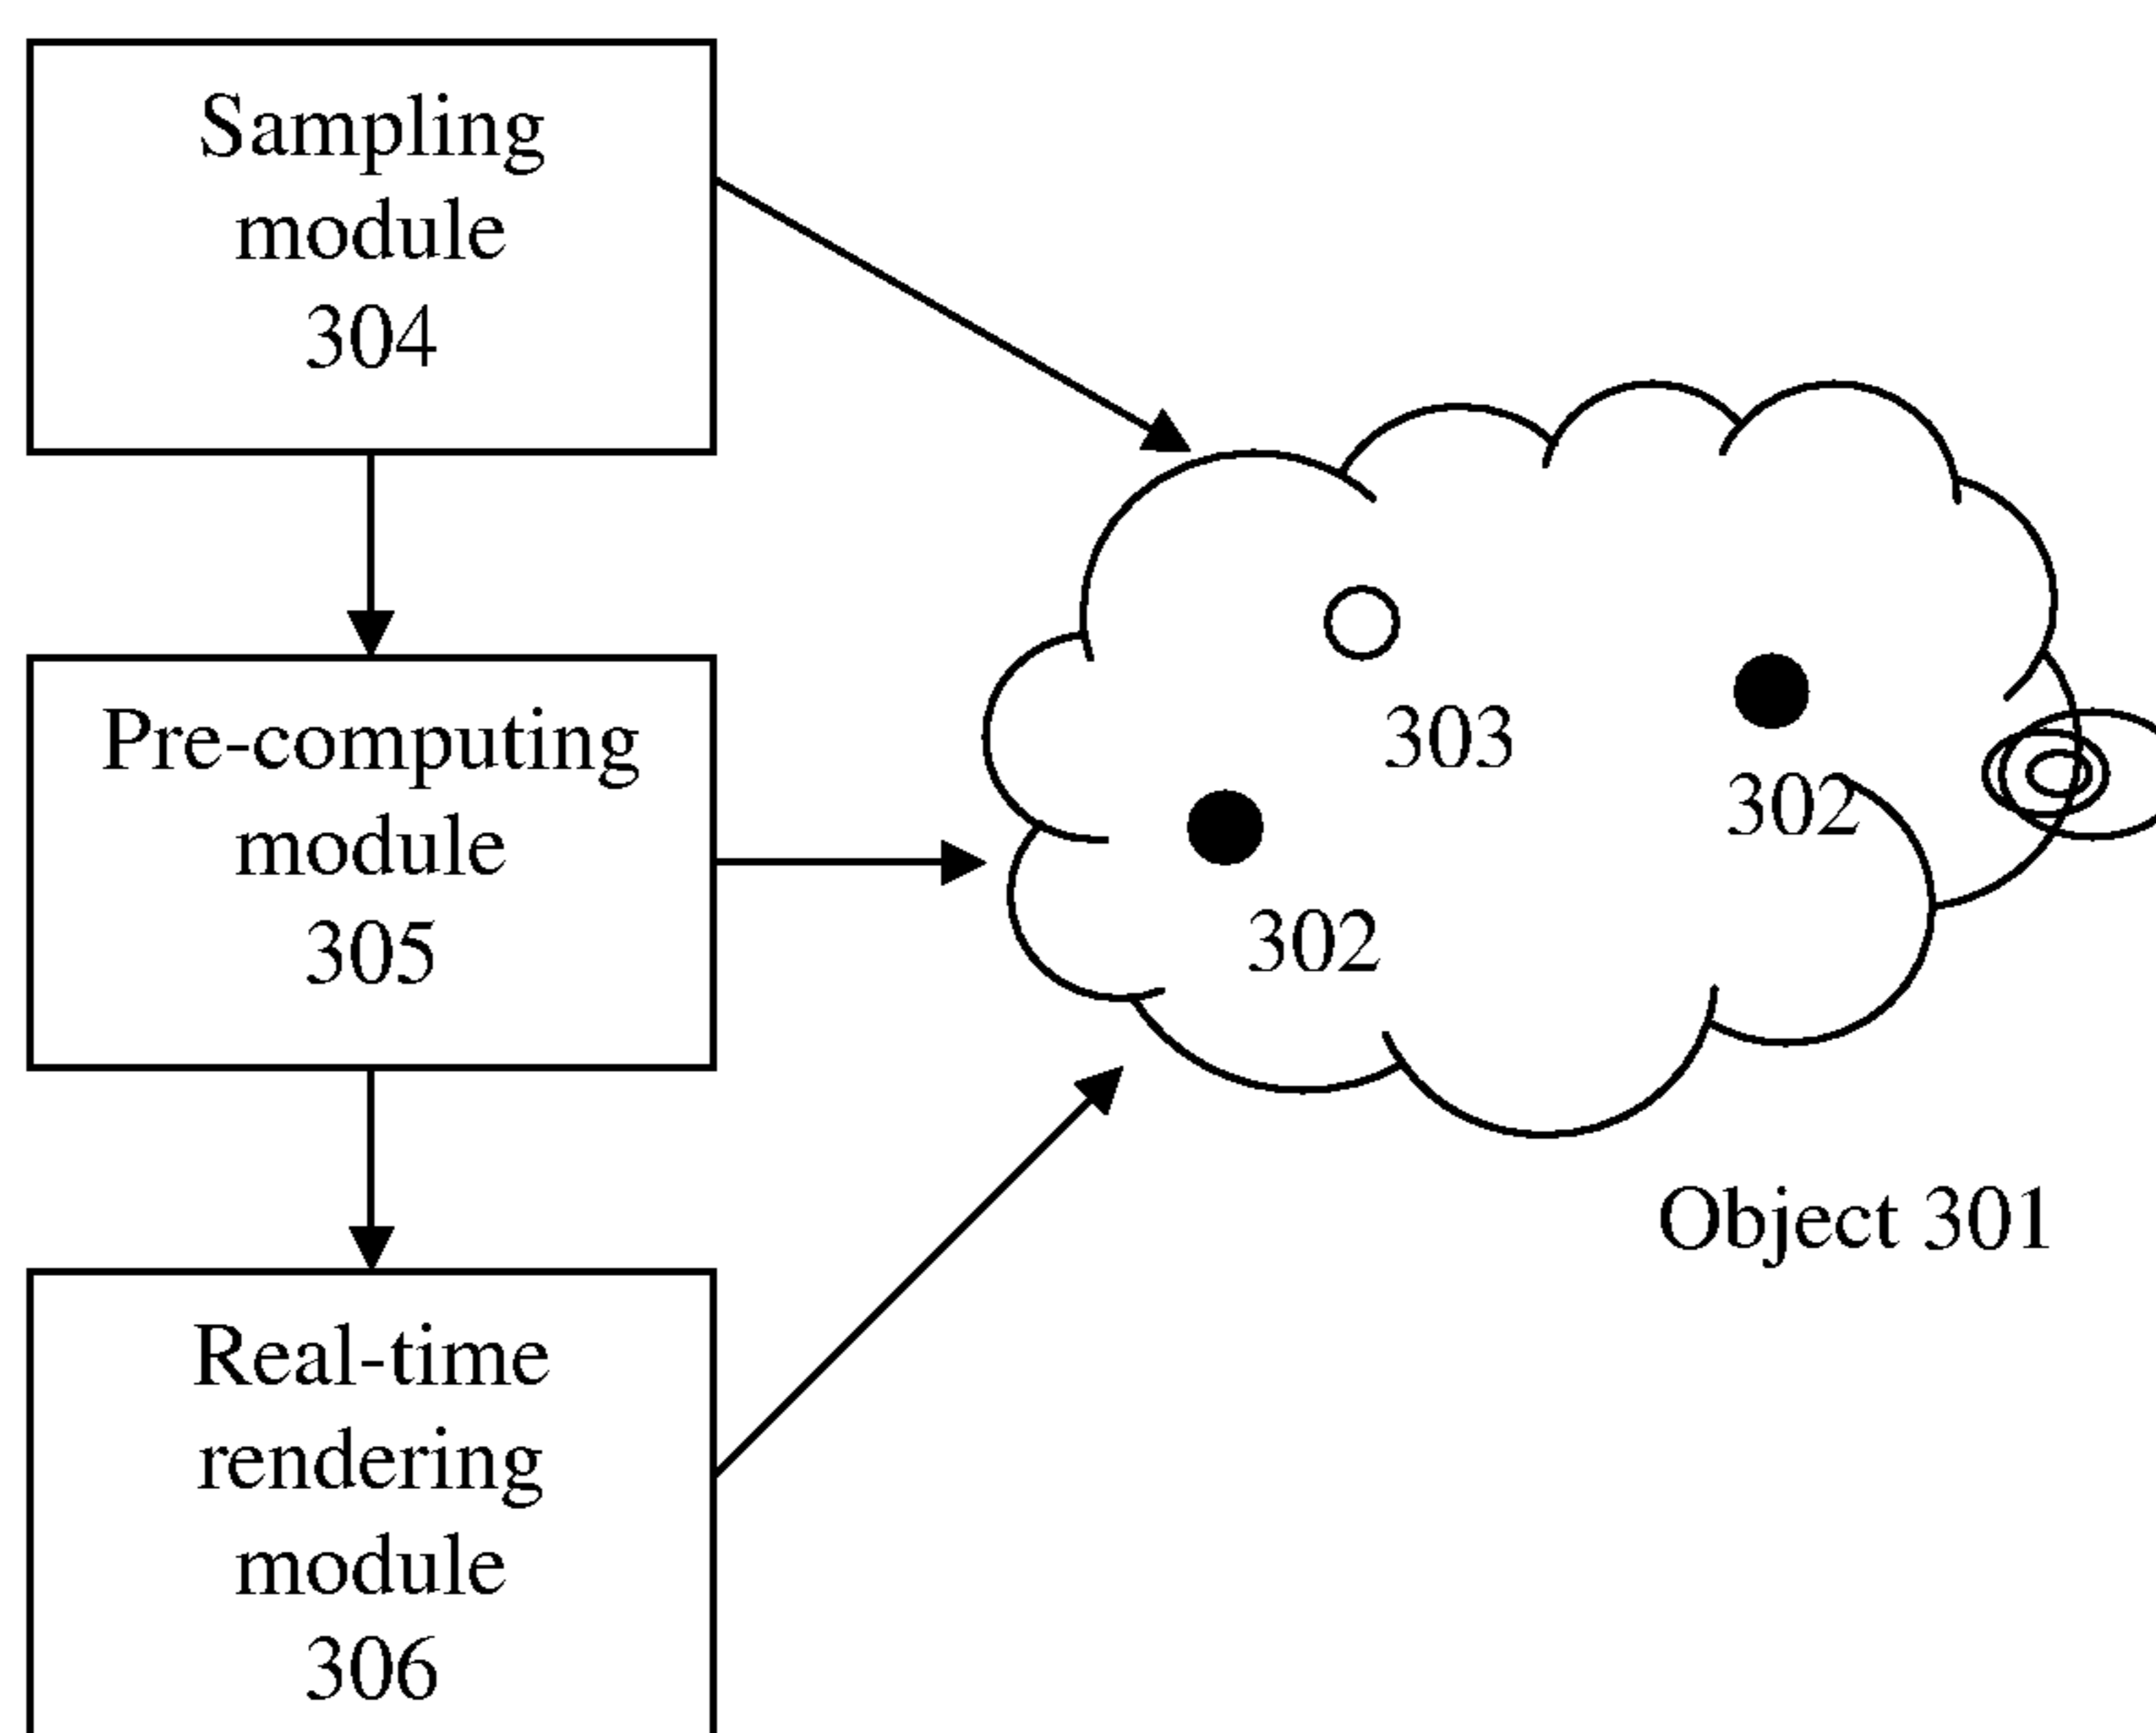 Sampling
module
304
Pre-computing
module
305
Real-time
rendering
module
306
303
302
302
Object 301